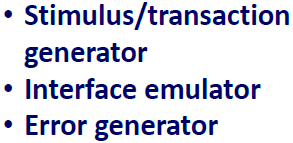 • Stimulus/transaction
generator
• Interface emulator
• Error generator